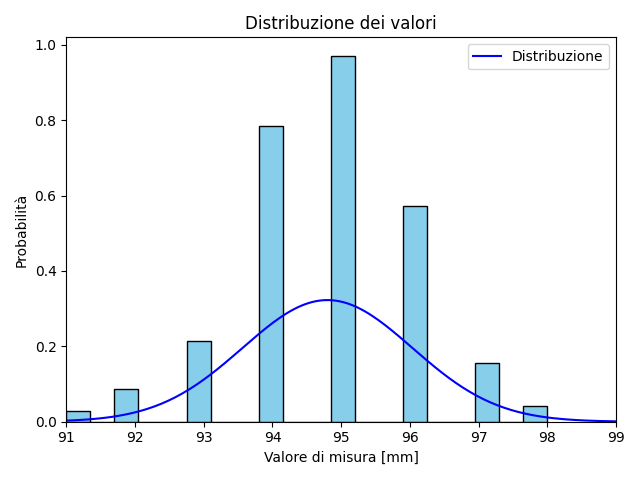 Distribuzione dei valori
Distribuzione
Probabilità
1.0
0.8
0.6
0.4
0.2
0.0
91 92 93 94 95 96 97 98 99
Valore di misura [mm]